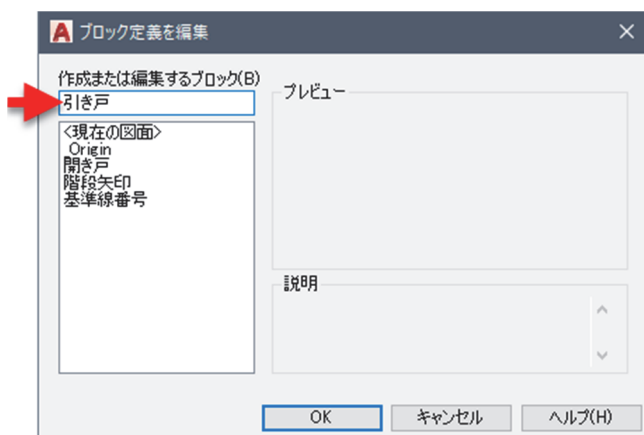 ブロック定義を編集
作成または編集するブロック(B)
引き戸
<現在の図面>
Origin
開き戸
階段矢印
基準線番号
プレビュー
説明
OK
キャンセル
ヘルプ(H)